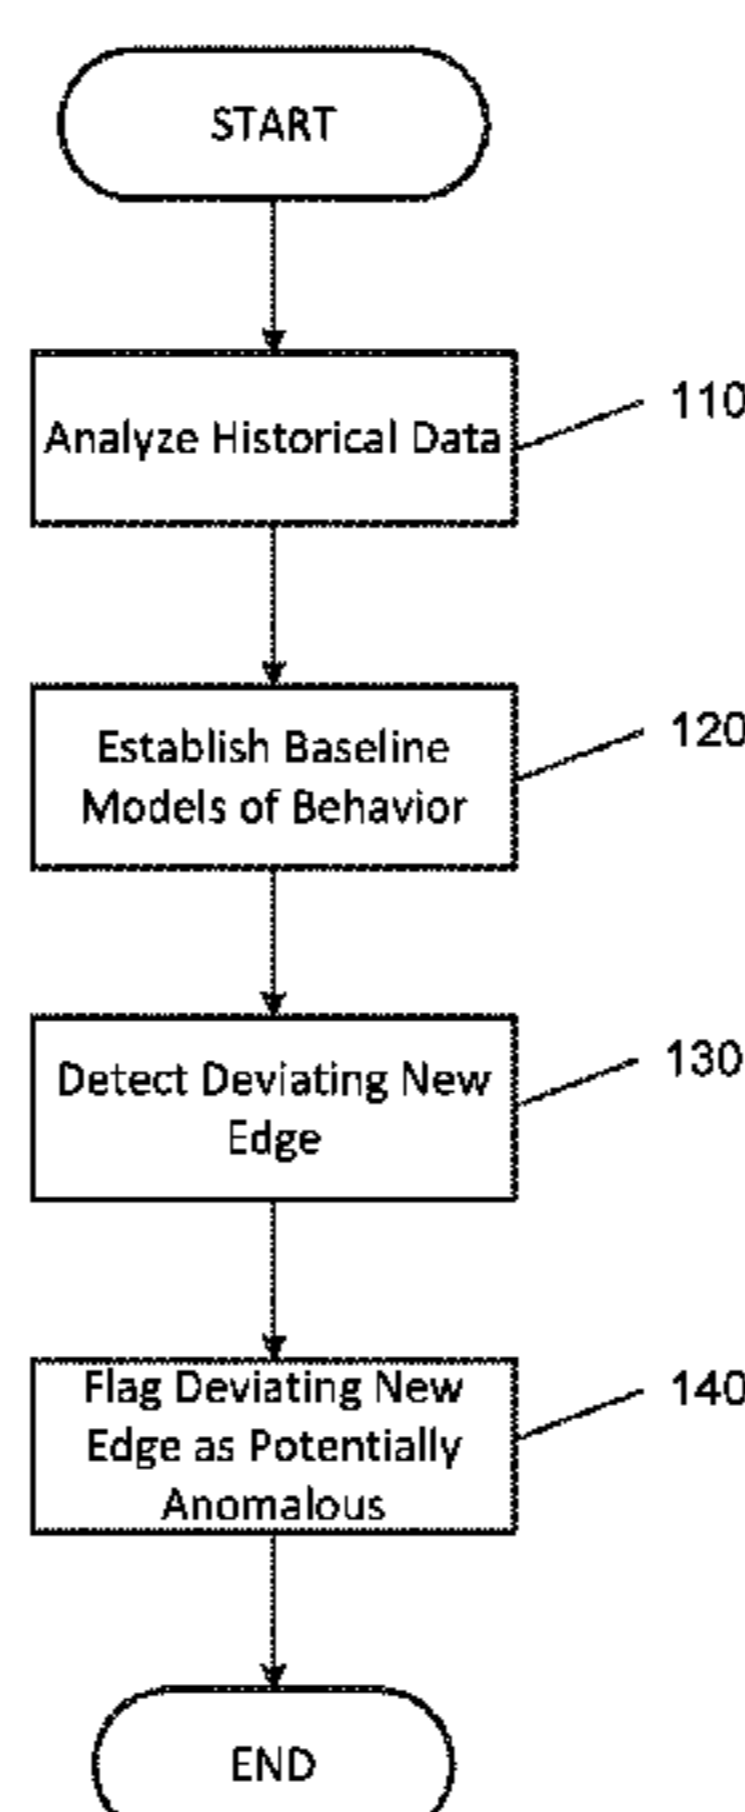 START
Analyze Historical Data
110
Establish Baseline
Models of Behavior
120
Detect Deviating New
Edge
130
Flag Deviating New
Edge as Potentially
Anomalous
140
END